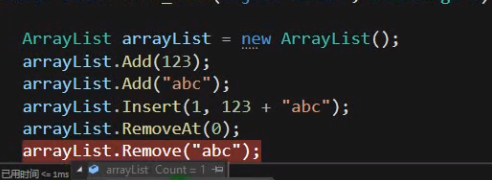 ArrayList arrayList = new ArrayList();
arrayList.Add(123);
arrayList.Add("abc");
arrayList.Insert(1, 123 + "abc");
arrayList.RemoveAt(0);
arrayList.Remove("abc");
已用时间 <= 1ms
arrayList Count = 1